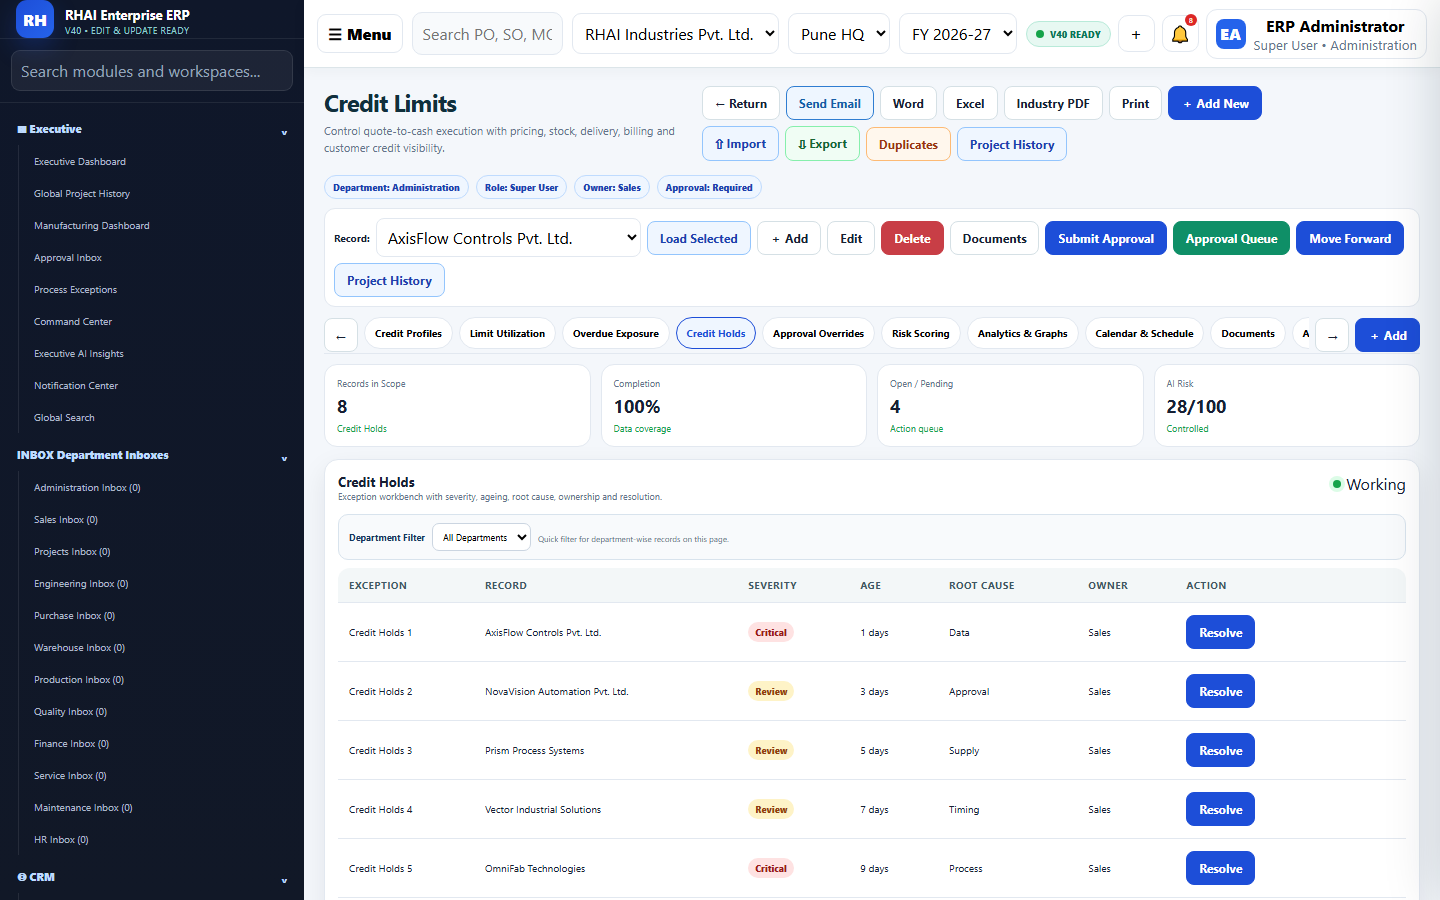 RH
RHAI Enterprise ERP
V40 • EDIT & UPDATE READY
Search modules and workspaces...
Executive
Executive Dashboard
Global Project History
Manufacturing Dashboard
Approval Inbox
Process Exceptions
Command Center
Executive AI Insights
Notification Center
Global Search
INBOX Department Inboxes
Administration Inbox (0)
Sales Inbox (0)
Projects Inbox (0)
Engineering Inbox (0)
Purchase Inbox (0)
Warehouse Inbox (0)
Production Inbox (0)
Quality Inbox (0)
Finance Inbox (0)
Service Inbox (0)
Maintenance Inbox (0)
HR Inbox (0)
CRM
☰ Menu
Search PO, SO, MC
RHAI Industries Pvt. Ltd.
Pune HQ
FY 2026-27
V40 READY
+
8
EA
ERP Administrator
Super User • Administration
Credit Limits
Control quote-to-cash execution with pricing, stock, delivery, billing and
customer credit visibility.
← Return
Send Email
Word
Excel
Industry PDF
Print
+ Add New
⇧ Import
⇩ Export
Duplicates
Project History
Department: Administration
Role: Super User
Owner: Sales
Approval: Required
Record:
AxisFlow Controls Pvt. Ltd.
Load Selected
+ Add
Edit
Delete
Documents
Submit Approval
Approval Queue
Move Forward
Project History
←
Credit Profiles
Limit Utilization
Overdue Exposure
Credit Holds
Approval Overrides
Risk Scoring
Analytics & Graphs
Calendar & Schedule
Documents
A
→
+ Add
Records in Scope
8
Credit Holds
Completion
100%
Data coverage
Open / Pending
4
Action queue
AI Risk
28/100
Controlled
Credit Holds
Exception workbench with severity, ageing, root cause, ownership and resolution.
Working
Department Filter
All Departments
Quick filter for department-wise records on this page.
EXCEPTION RECORD SEVERITY AGE ROOT CAUSE OWNER ACTION
Credit Holds 1 AxisFlow Controls Pvt. Ltd. Critical 1 days Data Sales Resolve
Credit Holds 2 NovaVision Automation Pvt. Ltd. Review 3 days Approval Sales Resolve
Credit Holds 3 Prism Process Systems Review 5 days Supply Sales Resolve
Credit Holds 4 Vector Industrial Solutions Review 7 days Timing Sales Resolve
Credit Holds 5 OmniFab Technologies Critical 9 days Process Sales Resolve